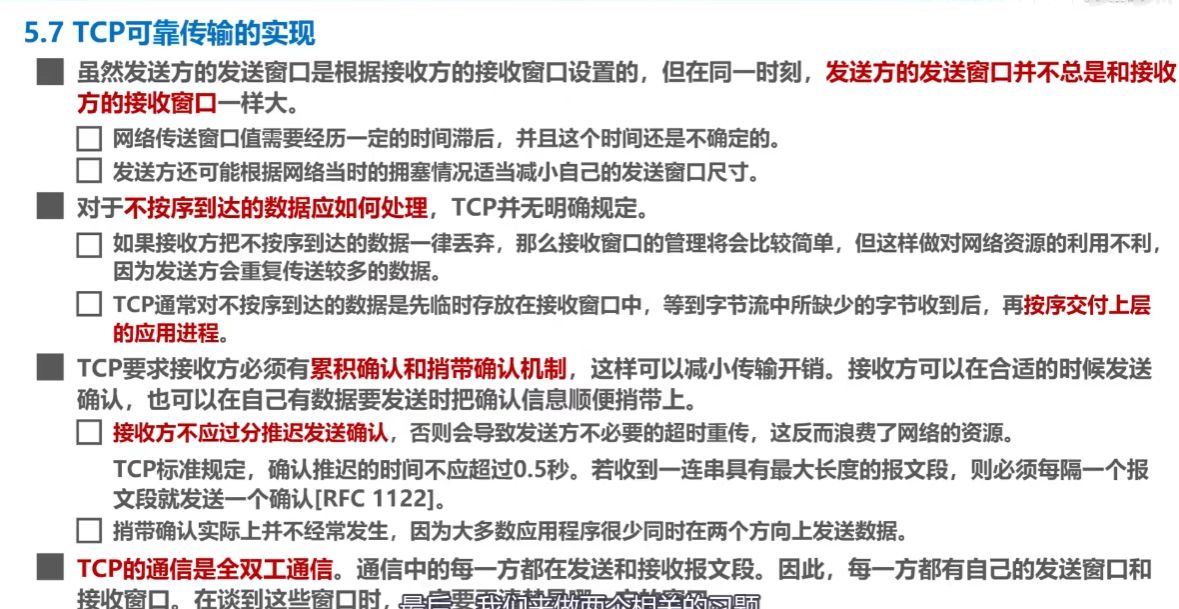 5.7 TCP可靠传输的实现
虽然发送方的发送窗口是根据接收方的接收窗口设置的，但在同一时刻，发送方的发送窗口并不总是和接收
方的接收窗口一样大。
网络传送窗口值需要经历一定的时间滞后，并且这个时间还是不确定的。
发送方还可能根据网络当时的拥塞情况适当减小自己的发送窗口尺寸。
对于不按序到达的数据应如何处理，TCP并无明确规定。
如果接收方把不按序到达的数据一律丢弃，那么接收窗口的管理将会比较简单，但这样做对网络资源的利用不利，
因为发送方会重复传送较多的数据。
TCP通常对不按序到达的数据是先临时存放在接收窗口中，等到字节流中所缺少的字节收到后，再按序交付上层
的应用进程。
TCP要求接收方必须有累积确认和捎带确认机制，这样可以减小传输开销。接收方可以在合适的时候发送
确认，也可以在自己有数据要发送时把确认信息顺便捎带上。
接收方不应过分推迟发送确认，否则会导致发送方不必要的超时重传，这反而浪费了网络的资源。
TCP标准规定，确认推迟的时间不应超过0.5秒。若收到一连串具有最大长度的报文段，则必须每隔一个报
文段就发送一个确认[RFC 1122]。
捎带确认实际上并不经常发生，因为大多数应用程序很少同时在两个方向上发送数据。
TCP的通信是全双工通信。通信中的每一方都在发送和接收报文段。因此，每一方都有自己的发送窗口和
接收窗口。在谈到这些窗口时，